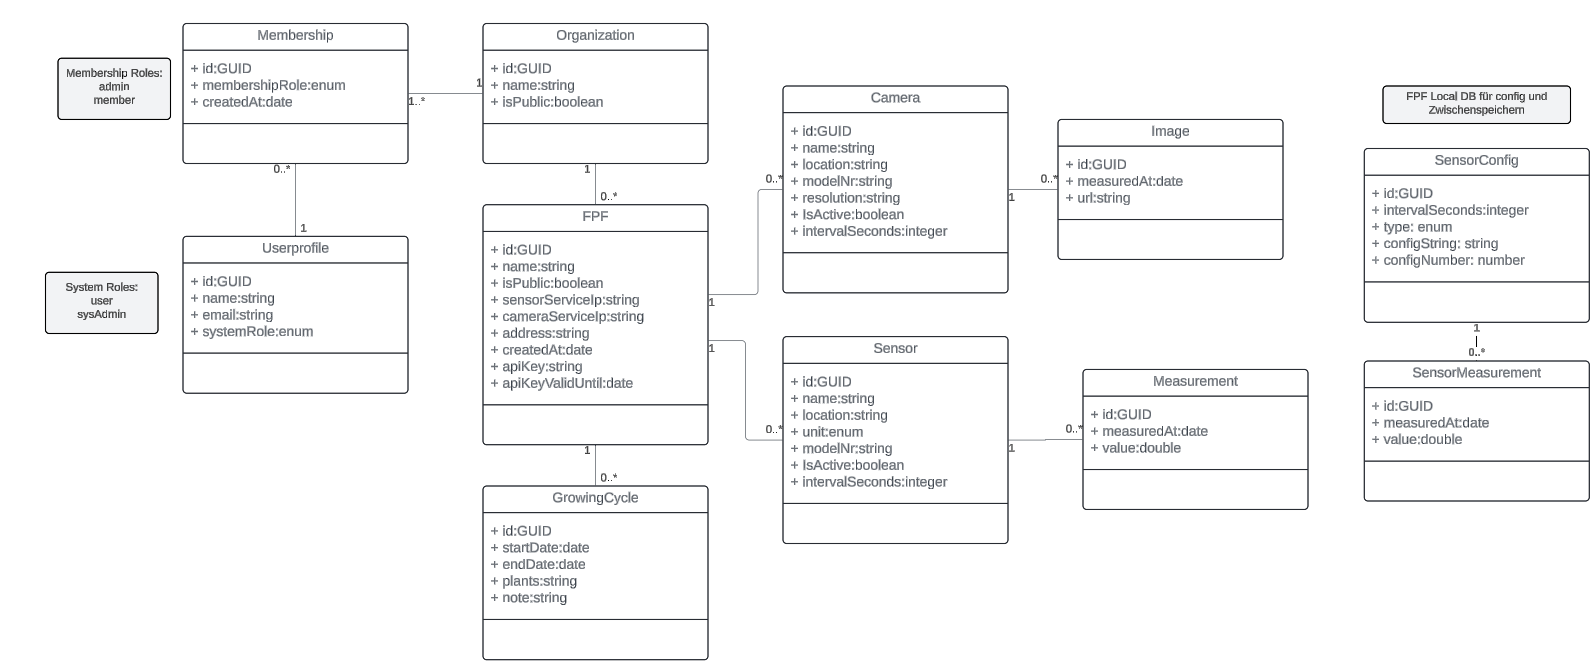 Membership Roles:
admin
member
Membership
+ id:GUID
+ membershipRole:enum
+ createdAt:date
1..*
1
0..*
1
Organization
+ id:GUID
+ name:string
+ isPublic:boolean
1
0..*
System Roles:
user
sysAdmin
Userprofile
+ id:GUID
+ name:string
+ email:string
+ systemRole:enum
FPF
+ id:GUID
+ name:string
+ isPublic:boolean
+ sensorServiceIp:string
+ cameraServiceIp:string
+ address:string
+ createdAt:date
+ apiKey:string
+ apiKeyValidUntil:date
1
0..*
1
0..*
1
0..*
GrowingCycle
+ id:GUID
+ startDate:date
+ endDate:date
+ plants:string
+ note:string
Camera
+ id:GUID
+ name:string
+ location:string
+ modelNr:string
+ resolution:string
+ IsActive:boolean
+ intervalSeconds:integer
1
0..*
Image
+ id:GUID
+ measuredAt:date
+ url:string
Sensor
+ id:GUID
+ name:string
+ location:string
+ unit:enum
+ modelNr:string
+ IsActive:boolean
+ intervalSeconds:integer
1
0..*
Measurement
+ id:GUID
+ measuredAt:date
+ value:double
FPF Local DB für config und
Zwischenspeichern
SensorConfig
+ id:GUID
+ intervalSeconds:integer
+ type: enum
+ configString: string
+ configNumber: number
1
0..*
SensorMeasurement
+ id:GUID
+ measuredAt:date
+ value:double